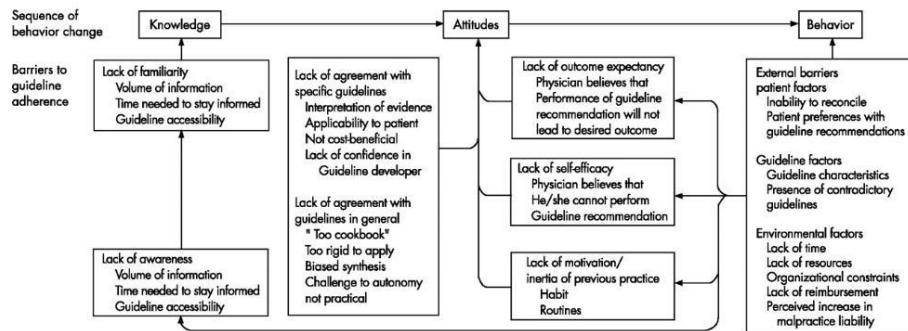 Sequence of
behavior change
Knowledge
Attitudes
Behavior
Barriers to
guideline
adherence
Lack of familiarity
Volume of information
Time needed to stay informed
Guideline accessibility
Lack of awareness
Volume of information
Time needed to stay informed
Guideline accessibility
Lack of agreement with
specific guidelines
Interpretation of evidence
Applicability to patient
Not cost-beneficial
Lack of confidence in
Guideline developer
Lack of agreement with
guidelines in general
" Too cookbook"
Too rigid to apply
Biased synthesis
Challenge to autonomy
not practical
Lack of outcome expectancy
Physician believes that
Performance of guideline
recommendation will not
lead to desired outcome
Lack of self-efficacy
Physician believes that
He/she cannot perform
Guideline recommendation
Lack of motivation/
inertia of previous practice
Habit
Routines
External barriers
patient factors
Inability to reconcile
Patient preferences with
guideline recommendations
Guideline factors
Guideline characteristics
Presence of contradictory
guidelines
Environmental factors
Lack of time
Lack of resources
Organizational constraints
Lack of reimbursement
Perceived increase in
malpractice liability